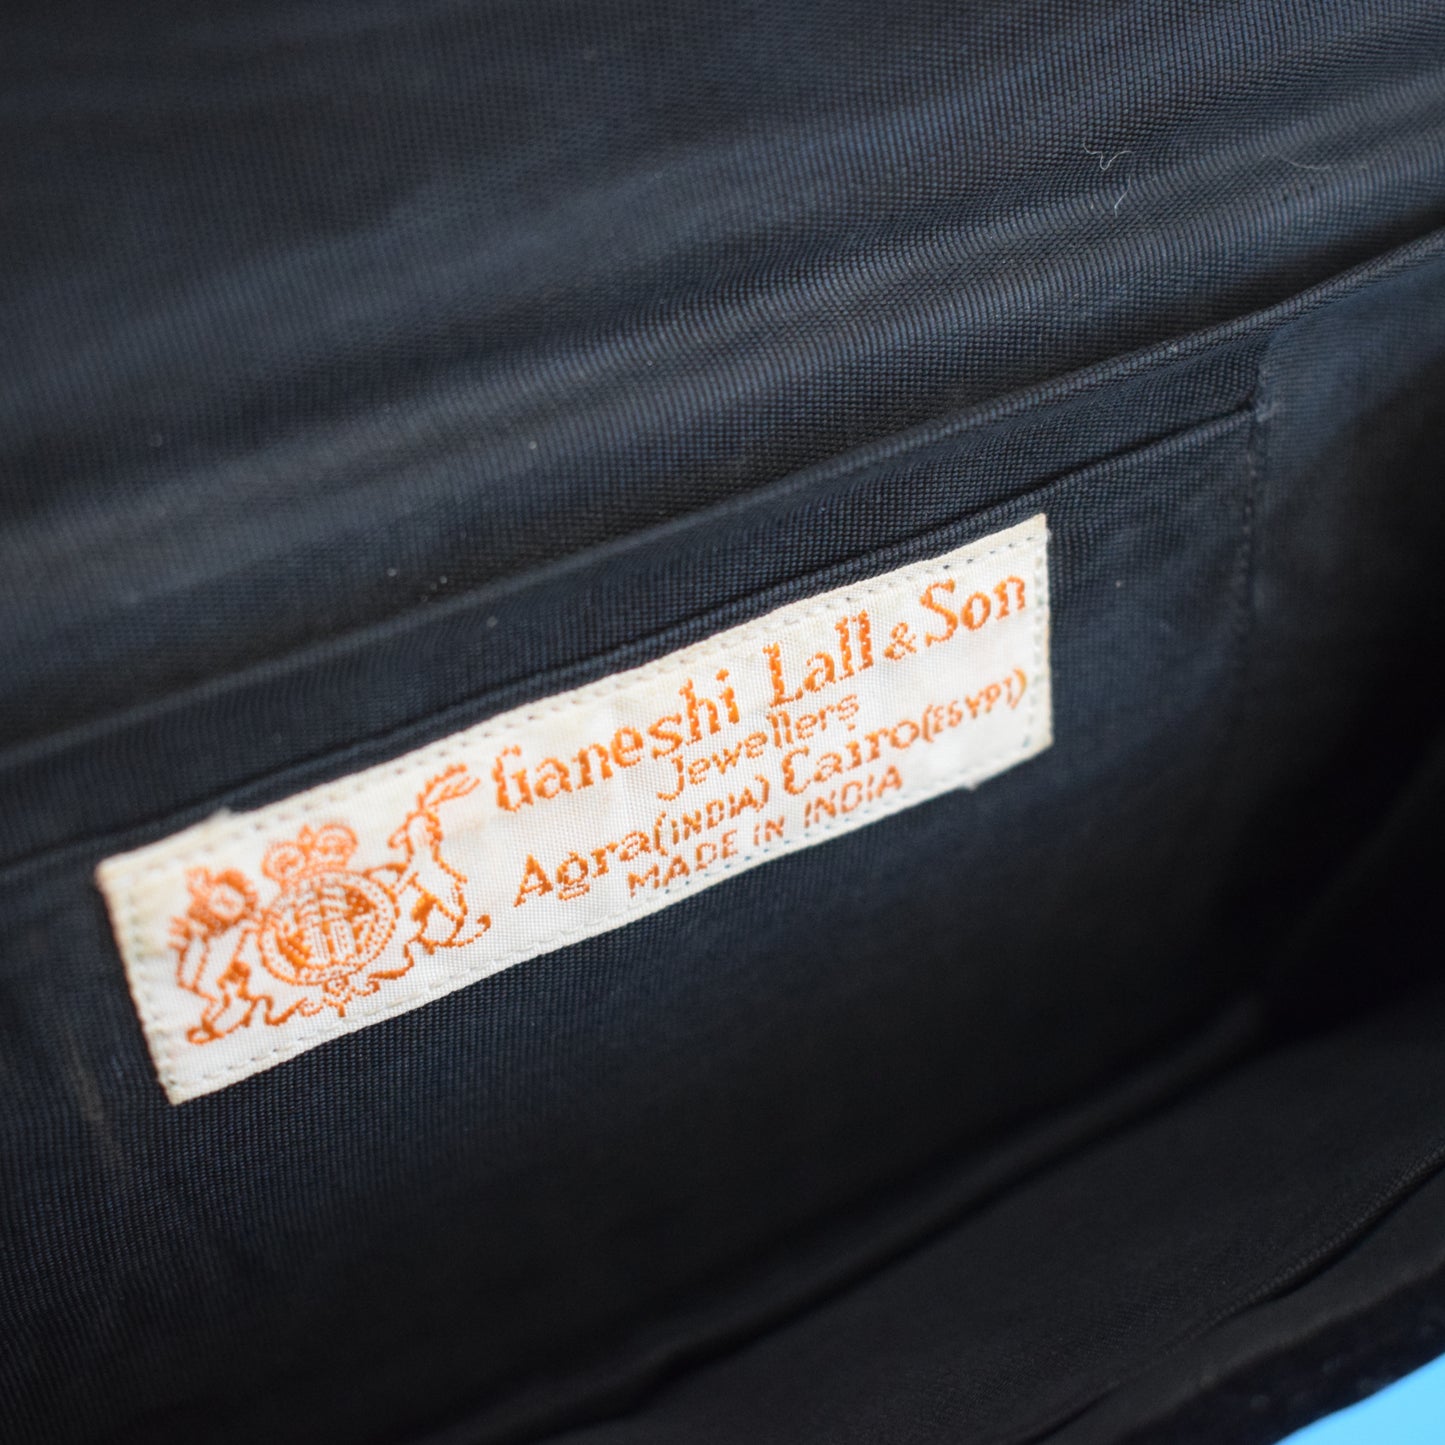 Ganeshi Lall & Son
Jewellers
Agra (INDIA) Cairo (EGYPT)
MADE IN INDIA